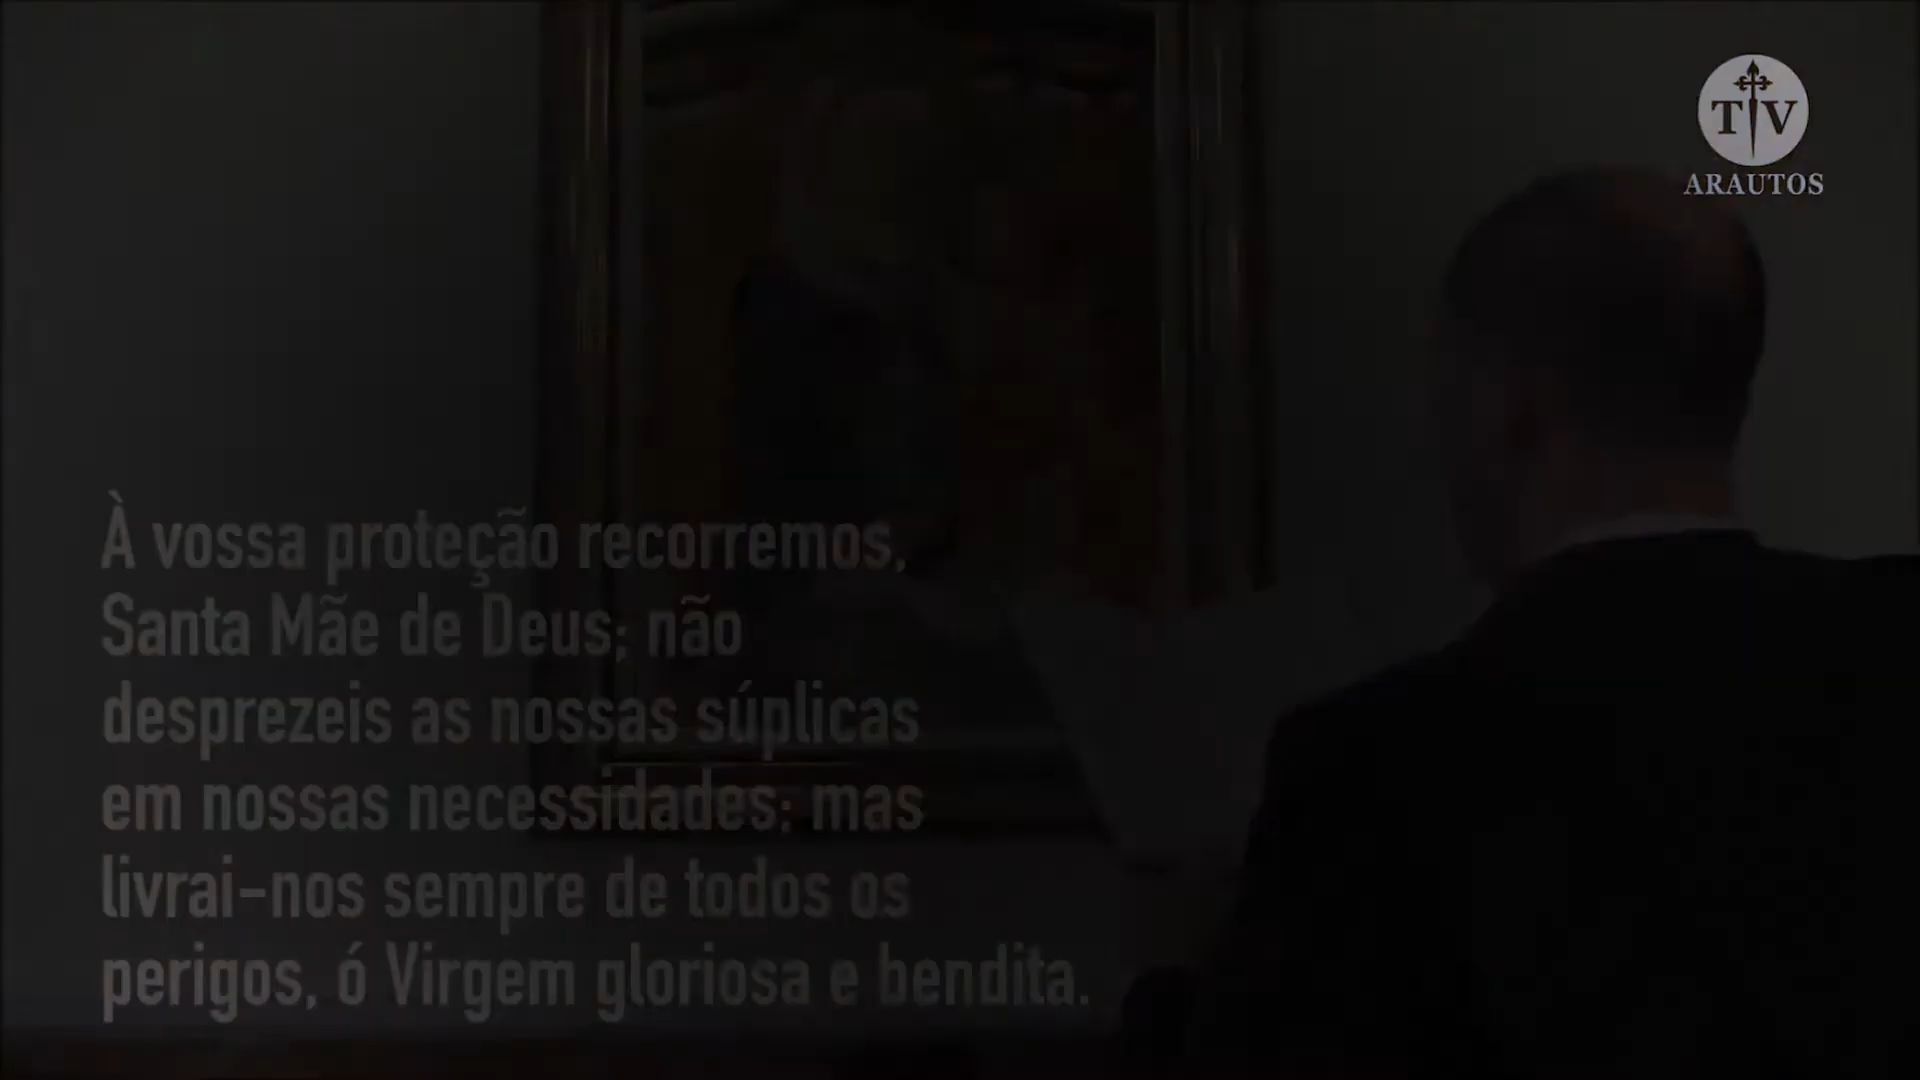 TV
ARAUTOS
À vossa proteção recorremos,
Santa Mãe de Deus; não
desprezeis as nossas súplicas
em nossas necessidades; mas
livrai-nos sempre de todos os
perigos, ó Virgem gloriosa e bendita.